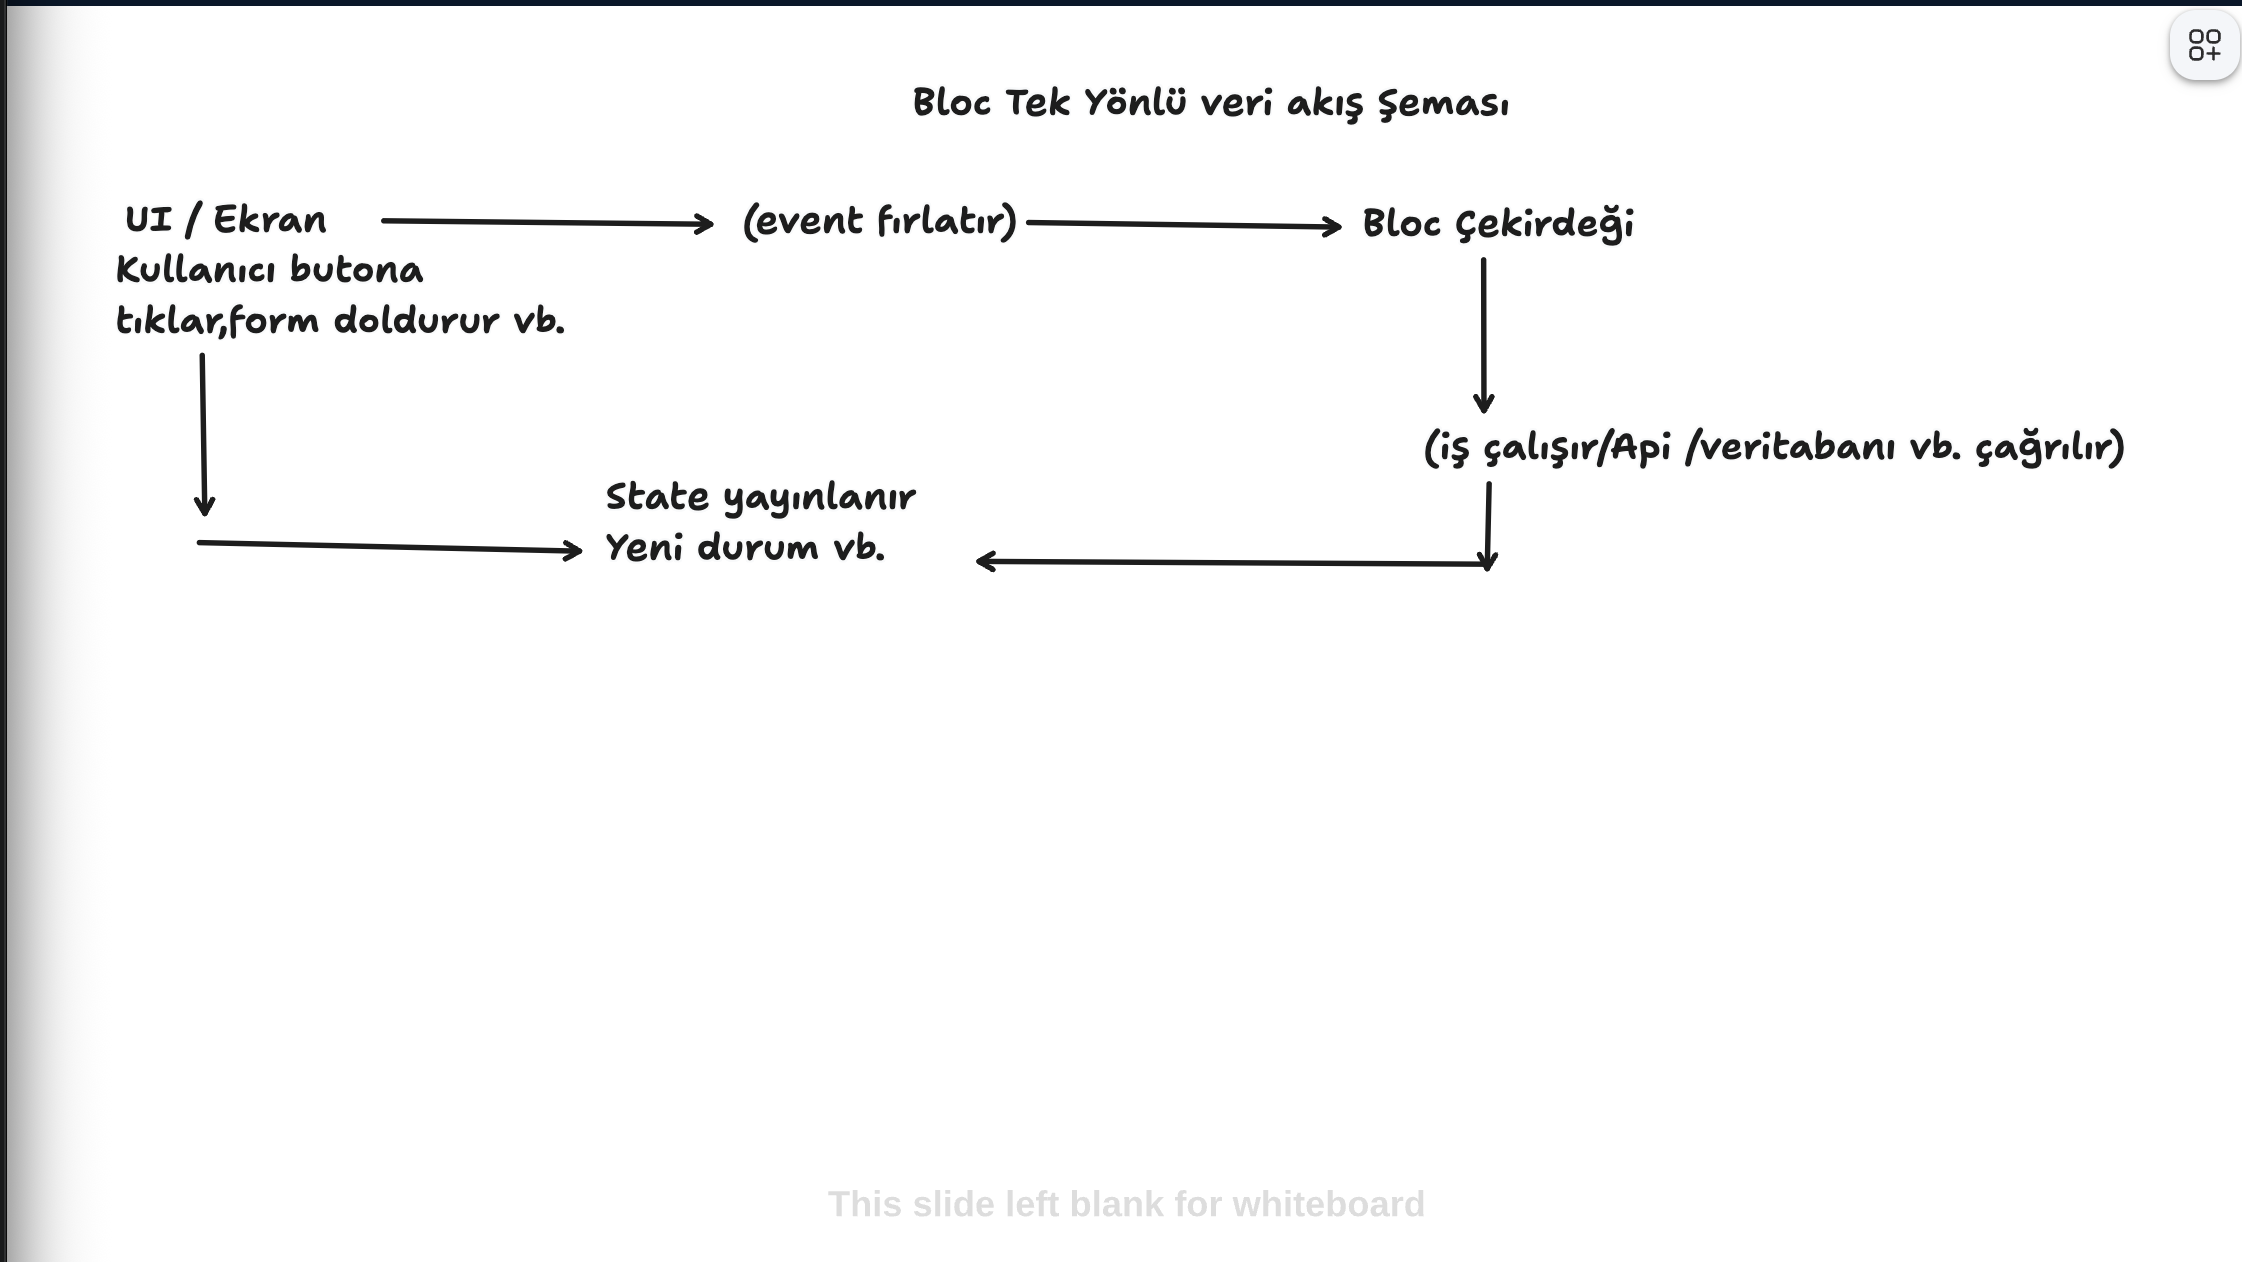 Bloc Tek Yönlü veri akış Şeması
UI / Ekran
(event fırlatır)
Bloc Çekirdeği
Kullanıcı butona
tıklar,form doldurur vb.
(iş çalışır/Api /veritabanı vb. çağrılır)
State yayınlanır
Yeni durum vb.
This slide left blank for whiteboard